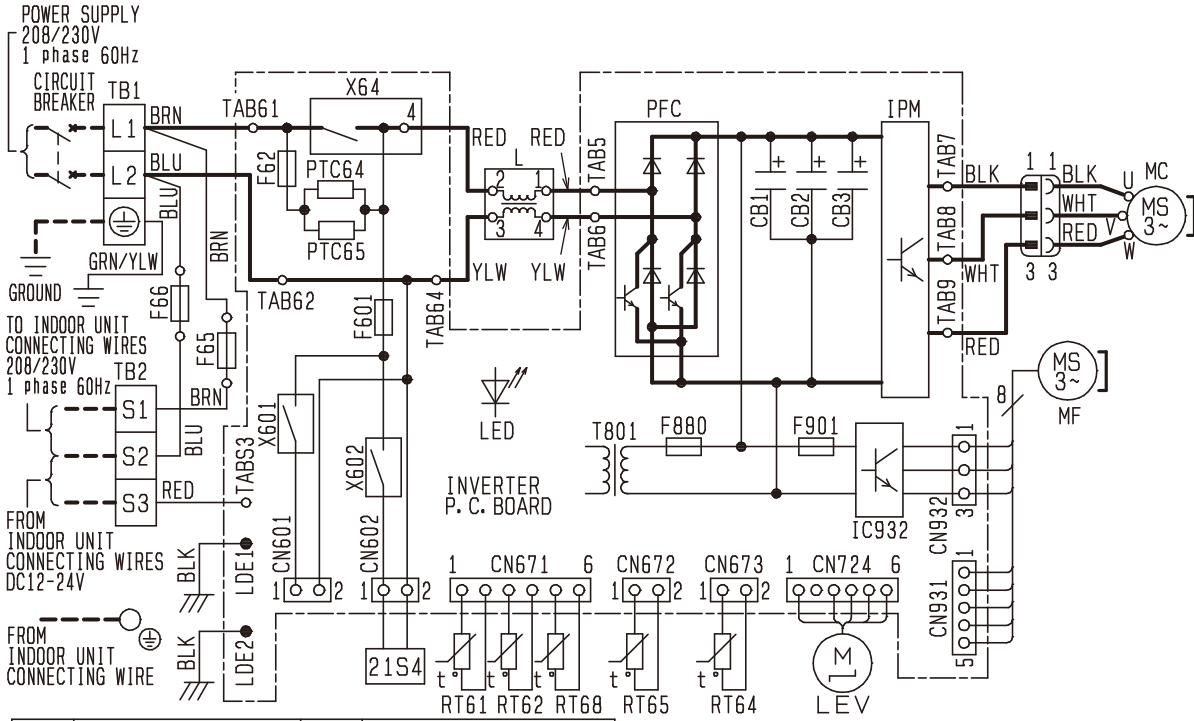 POWER SUPPLY
208/230V
1 phase 60Hz
CIRCUIT
BREAKER
TB1
L1
L2
BRN
BLU
BLU
BRN
GRN/YLW
GROUND
TAB61
X64
4
F62
PTC64
PTC65
RED
RED
L
2
1
3
4
YLW
YLW
TAB5
TAB6
TAB62
TAB64
PFC
CB1
+
CB2
+
CB3
+
IPM
TAB7
TAB8
TAB9
BLK
WHT
RED
1
1
3
3
BLK
WHT
RED
U
V
W
MC
MS
3~
MS
3~
MF
8
F66
F65
F601
TO INDOOR UNIT
CONNECTING WIRES
208/230V
1 phase 60Hz
TB2
S1
S2
S3
BRN
BLU
RED
TABS3
X601
X602
LED
INVERTER
P. C. BOARD
T801
F880
F901
IC932
CN932
1
3
CN931
1
5
FROM
INDOOR UNIT
CONNECTING WIRES
DC12-24V
BLK
LDE1
FROM
INDOOR UNIT
CONNECTING WIRE
BLK
LDE2
CN601
1
2
CN602
1
2
21S4
1
CN671
6
CN672
1
2
CN673
1
2
1
CN724
6
t°
RT61
t°
RT62
t°
RT68
t°
RT65
t°
RT64
M
LEV